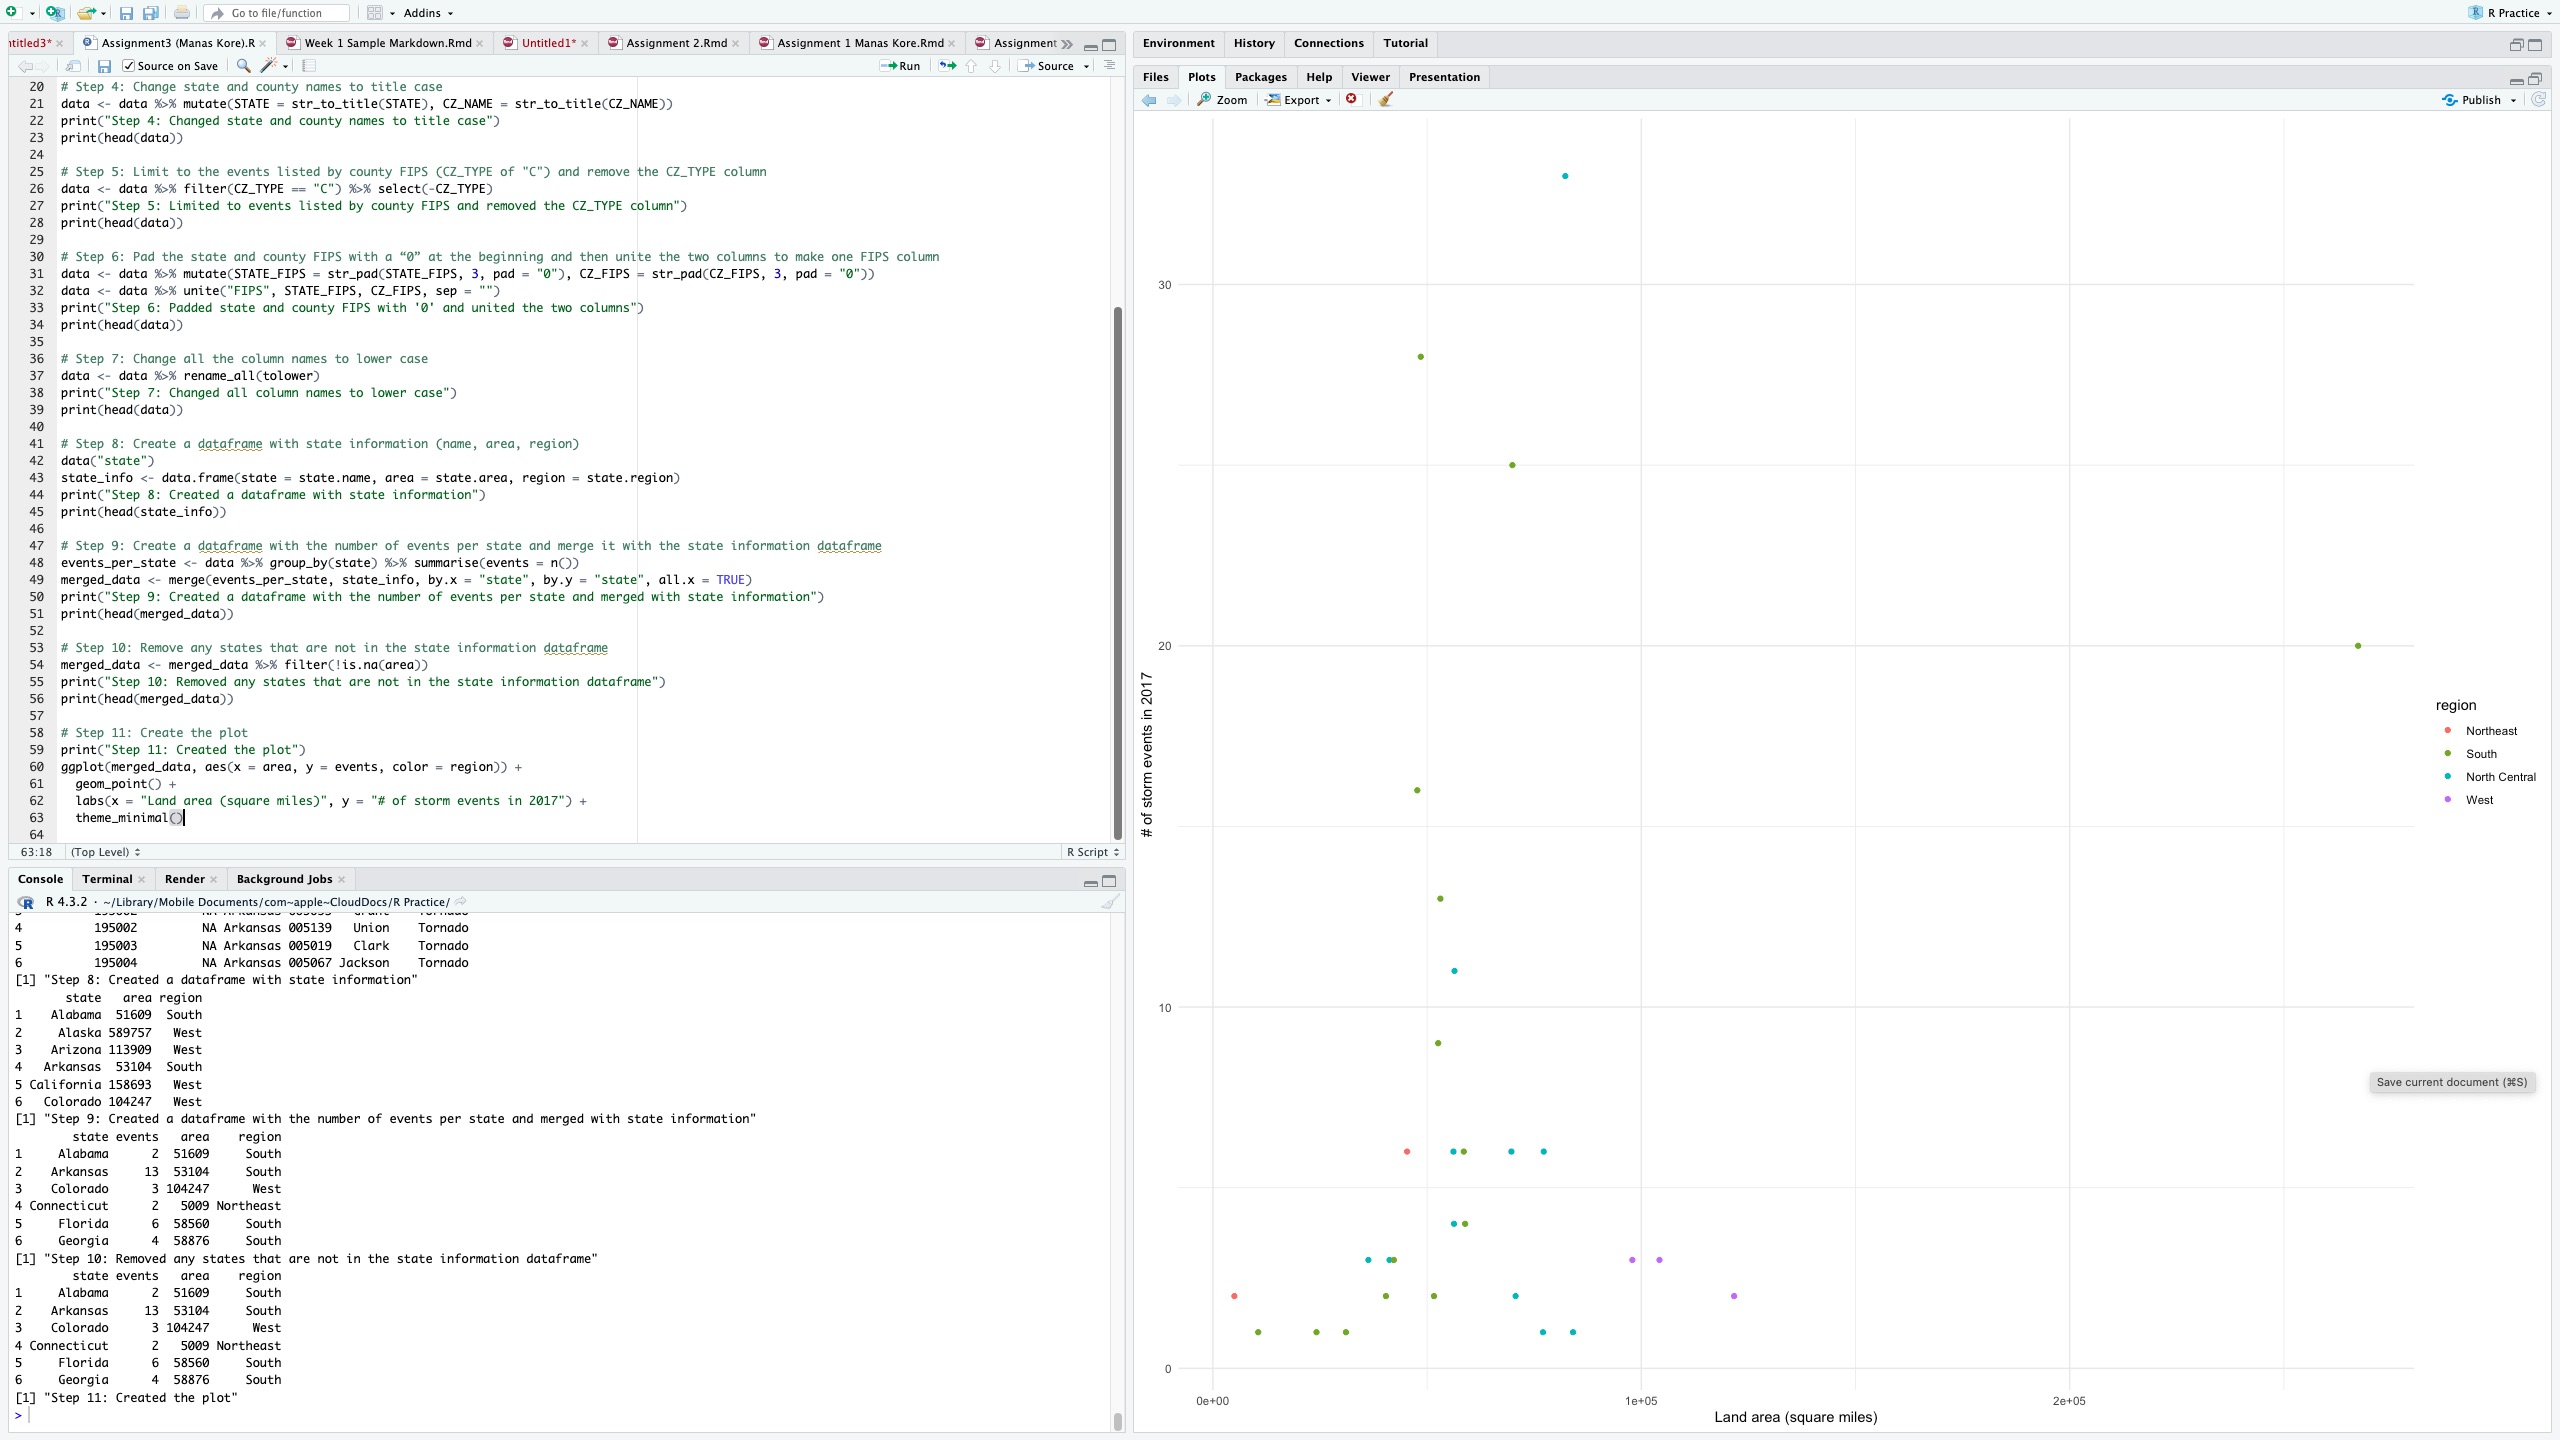 Go to file/function
Addins
R Practice
ntitled3*
Assignment3 (Manas Kore).R
Week 1 Sample Markdown.Rmd
Untitled1*
Assignment 2.Rmd
Assignment 1 Manas Kore.Rmd
Assignment
Source on Save
Run
Source
20 # Step 4: Change state and county names to title case
21 data <- data %>% mutate(STATE = str_to_title(STATE), CZ_NAME = str_to_title(CZ_NAME))
22 print("Step 4: Changed state and county names to title case")
23 print(head(data))
24
25 # Step 5: Limit to the events listed by county FIPS (CZ_TYPE of "C") and remove the CZ_TYPE column
26 data <- data %>% filter(CZ_TYPE == "C") %>% select(-CZ_TYPE)
27 print("Step 5: Limited to events listed by county FIPS and removed the CZ_TYPE column")
28 print(head(data))
29
30 # Step 6: Pad the state and county FIPS with a “0” at the beginning and then unite the two columns to make one FIPS column
31 data <- data %>% mutate(STATE_FIPS = str_pad(STATE_FIPS, 3, pad = "0"), CZ_FIPS = str_pad(CZ_FIPS, 3, pad = "0"))
32 data <- data %>% unite("FIPS", STATE_FIPS, CZ_FIPS, sep = "")
33 print("Step 6: Padded state and county FIPS with '0' and united the two columns")
34 print(head(data))
35
36 # Step 7: Change all the column names to lower case
37 data <- data %>% rename_all(tolower)
38 print("Step 7: Changed all column names to lower case")
39 print(head(data))
40
41 # Step 8: Create a dataframe with state information (name, area, region)
42 data("state")
43 state_info <- data.frame(state = state.name, area = state.area, region = state.region)
44 print("Step 8: Created a dataframe with state information")
45 print(head(state_info))
46
47 # Step 9: Create a dataframe with the number of events per state and merge it with the state information dataframe
48 events_per_state <- data %>% group_by(state) %>% summarise(events = n())
49 merged_data <- merge(events_per_state, state_info, by.x = "state", by.y = "state", all.x = TRUE)
50 print("Step 9: Created a dataframe with the number of events per state and merged with state information")
51 print(head(merged_data))
52
53 # Step 10: Remove any states that are not in the state information dataframe
54 merged_data <- merged_data %>% filter(!is.na(area))
55 print("Step 10: Removed any states that are not in the state information dataframe")
56 print(head(merged_data))
57
58 # Step 11: Create the plot
59 print("Step 11: Created the plot")
60 ggplot(merged_data, aes(x = area, y = events, color = region)) +
61 geom_point() +
62 labs(x = "Land area (square miles)", y = "# of storm events in 2017") +
63 theme_minimal()
64
63:18 (Top Level) R Script
Console Terminal Render Background Jobs
R 4.3.2 · ~/Library/Mobile Documents/com~apple~CloudDocs/R Practice/
4 195002 NA Arkansas 005139 Union Tornado
5 195003 NA Arkansas 005019 Clark Tornado
6 195004 NA Arkansas 005067 Jackson Tornado
[1] "Step 8: Created a dataframe with state information"
state area region
1 Alabama 51609 South
2 Alaska 589757 West
3 Arizona 113909 West
4 Arkansas 53104 South
5 California 158693 West
6 Colorado 104247 West
[1] "Step 9: Created a dataframe with the number of events per state and merged with state information"
state events area region
1 Alabama 2 51609 South
2 Arkansas 13 53104 South
3 Colorado 3 104247 West
4 Connecticut 2 5009 Northeast
5 Florida 6 58560 South
6 Georgia 4 58876 South
[1] "Step 10: Removed any states that are not in the state information dataframe"
state events area region
1 Alabama 2 51609 South
2 Arkansas 13 53104 South
3 Colorado 3 104247 West
4 Connecticut 2 5009 Northeast
5 Florida 6 58560 South
6 Georgia 4 58876 South
[1] "Step 11: Created the plot"
>
Environment History Connections Tutorial
Files Plots Packages Help Viewer Presentation
Zoom Export Publish
30
20
10
0
# of storm events in 2017
0e+00 1e+05 2e+05
Land area (square miles)
region
Northeast
South
North Central
West
Save current document (⌘S)